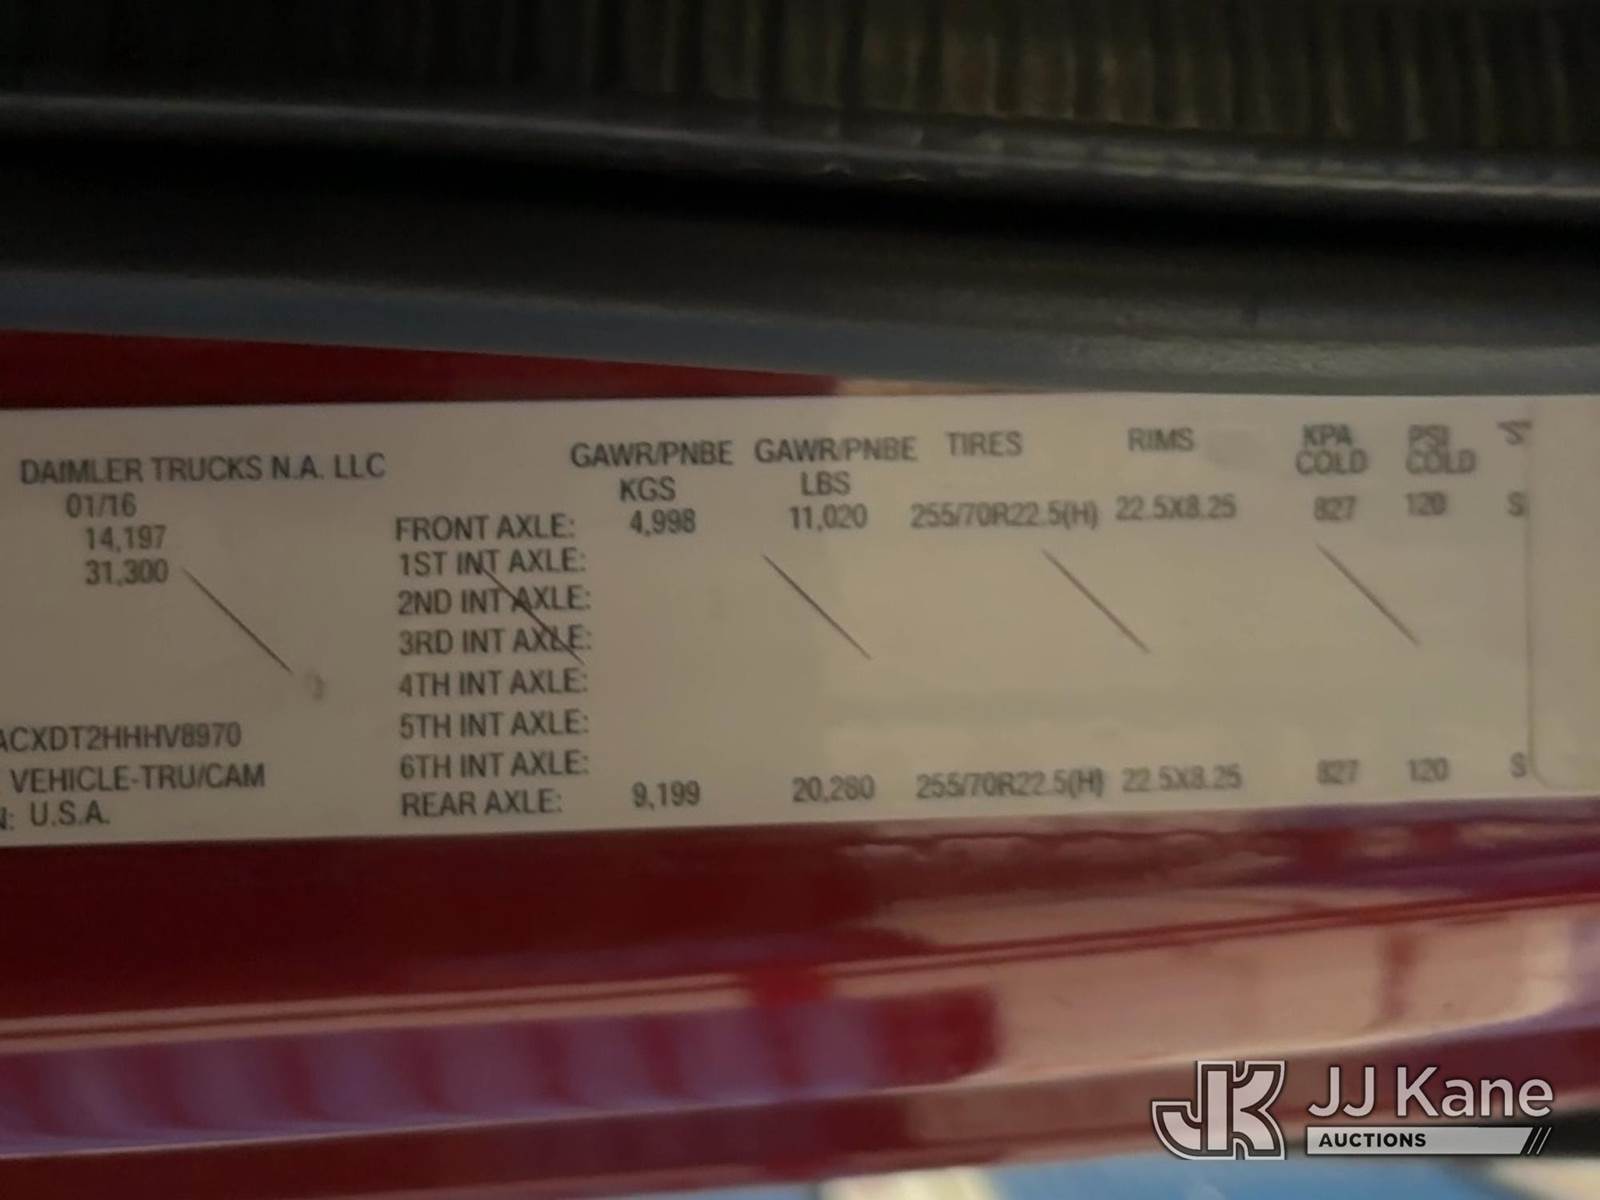 DAIMLER TRUCKS N.A. LLC
01/16
14,197
31,300
ACXDT2HHHV8970
VEHICLE-TRU/CAM
N: U.S.A.
GAWR/PNBE GAWR/PNBE TIRES RIMS KPA PSI S
KGS LBS COLD COLD
FRONT AXLE: 4,998 11,020 255/70R22.5(H) 22.5X8.25 827 120 S
1ST INT AXLE:
2ND INT AXLE:
3RD INT AXLE:
4TH INT AXLE:
5TH INT AXLE:
6TH INT AXLE:
REAR AXLE: 9,199 20,280 255/70R22.5(H) 22.5X8.25 827 120 S
JK JJ Kane
AUCTIONS